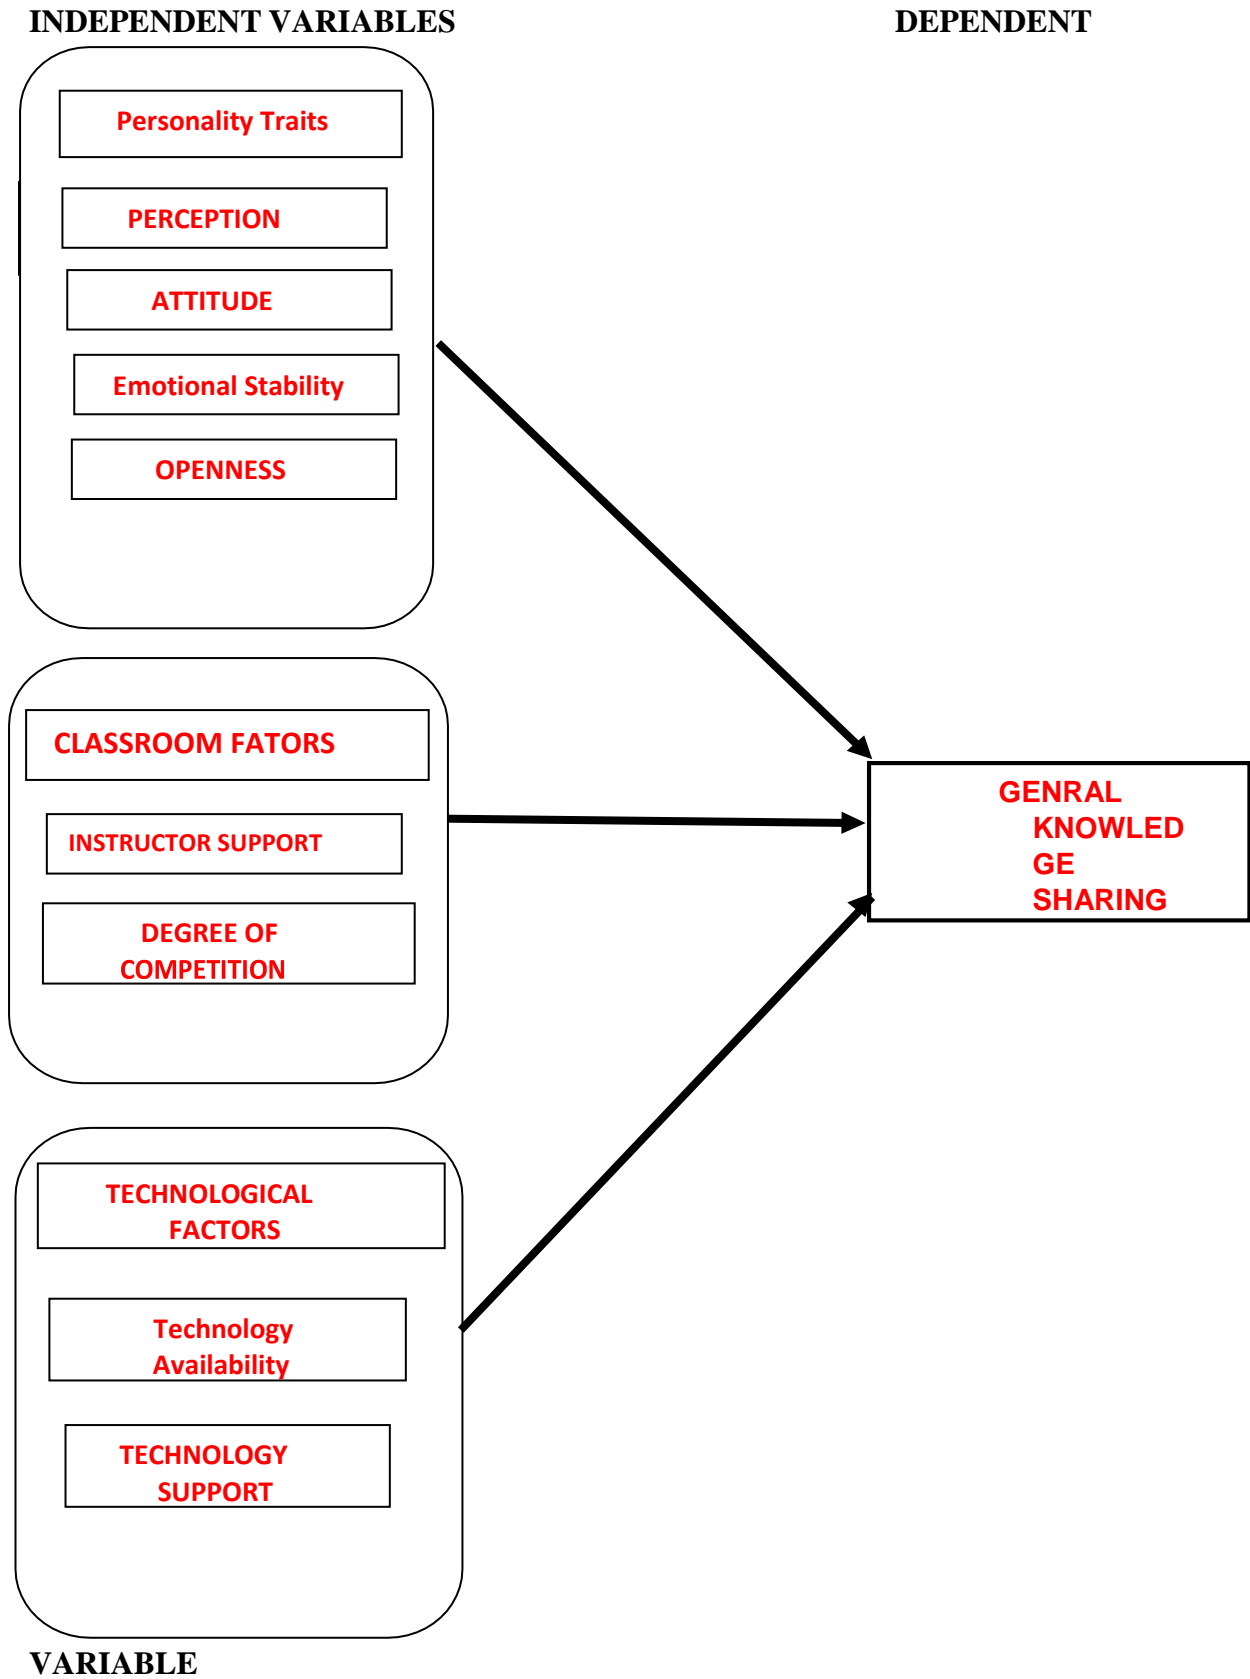 INDEPENDENT VARIABLES DEPENDENT
Personality Traits
PERCEPTION
ATTITUDE
Emotional Stability
OPENNESS
CLASSROOM FATORS
INSTRUCTOR SUPPORT
DEGREE OF
COMPETITION
GENRAL
KNOWLED
GE
SHARING
TECHNOLOGICAL
FACTORS
Technology
Availability
TECHNOLOGY
SUPPORT
VARIABLE